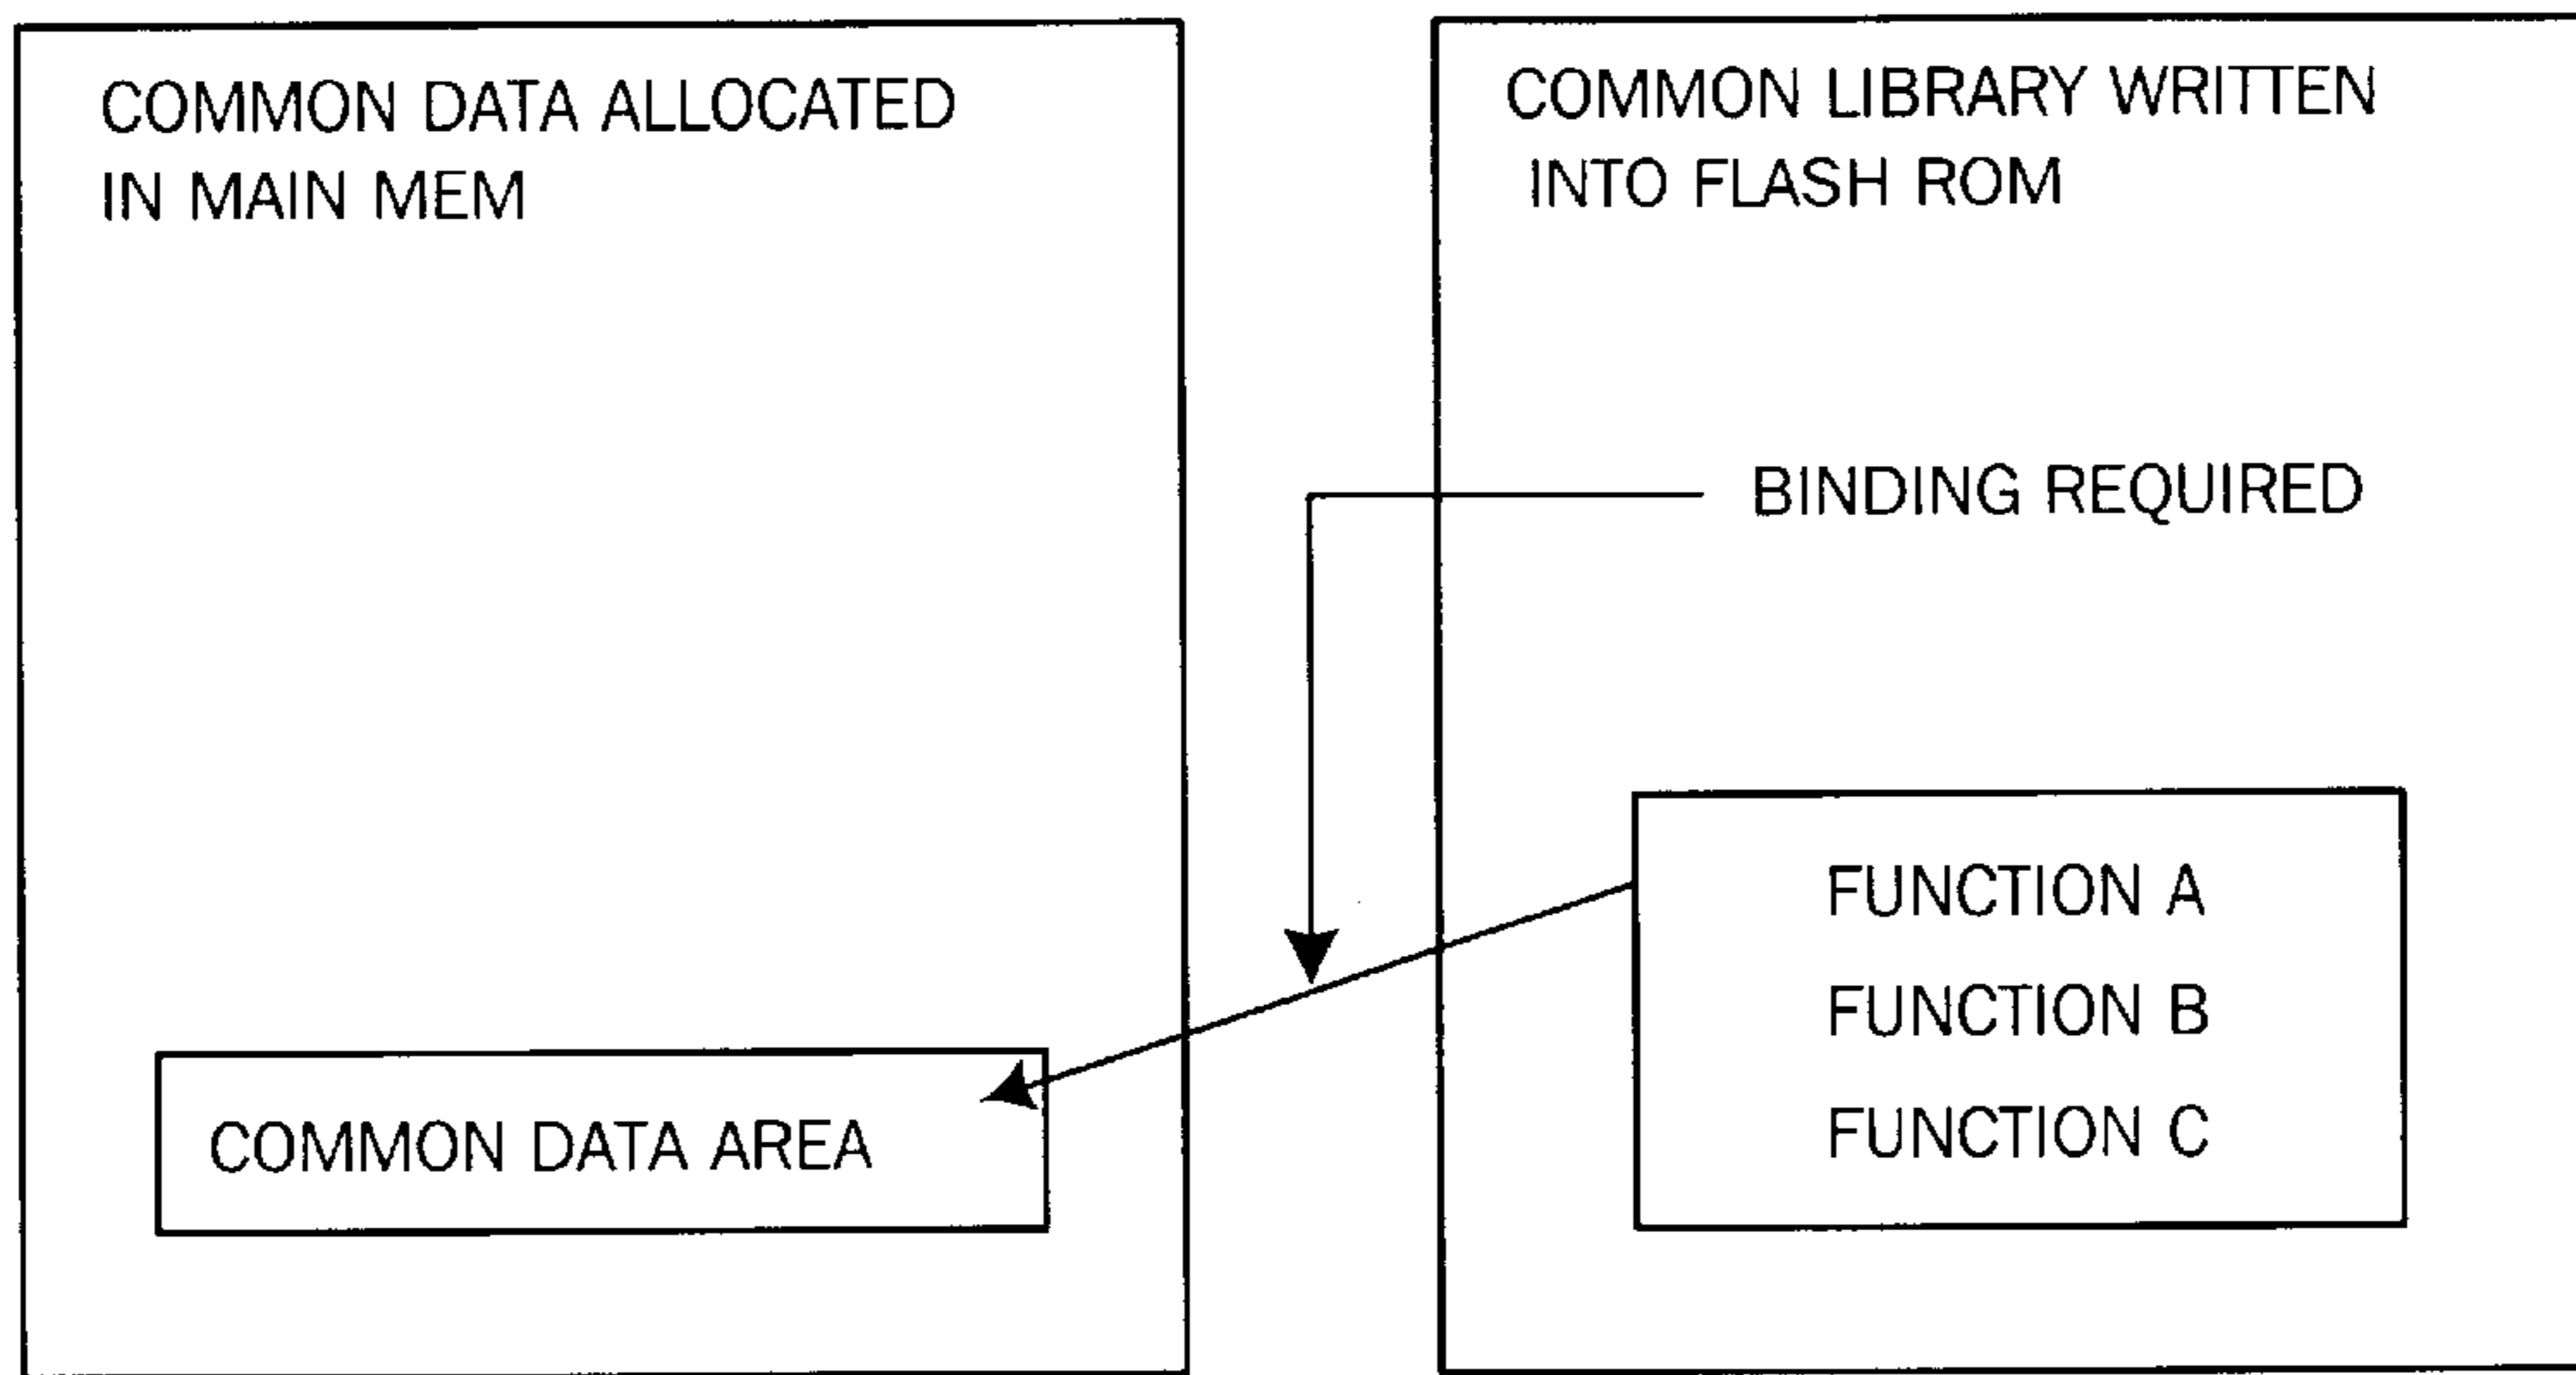 COMMON DATA ALLOCATED
IN MAIN MEM
COMMON DATA AREA
COMMON LIBRARY WRITTEN
INTO FLASH ROM
BINDING REQUIRED
FUNCTION A
FUNCTION B
FUNCTION C